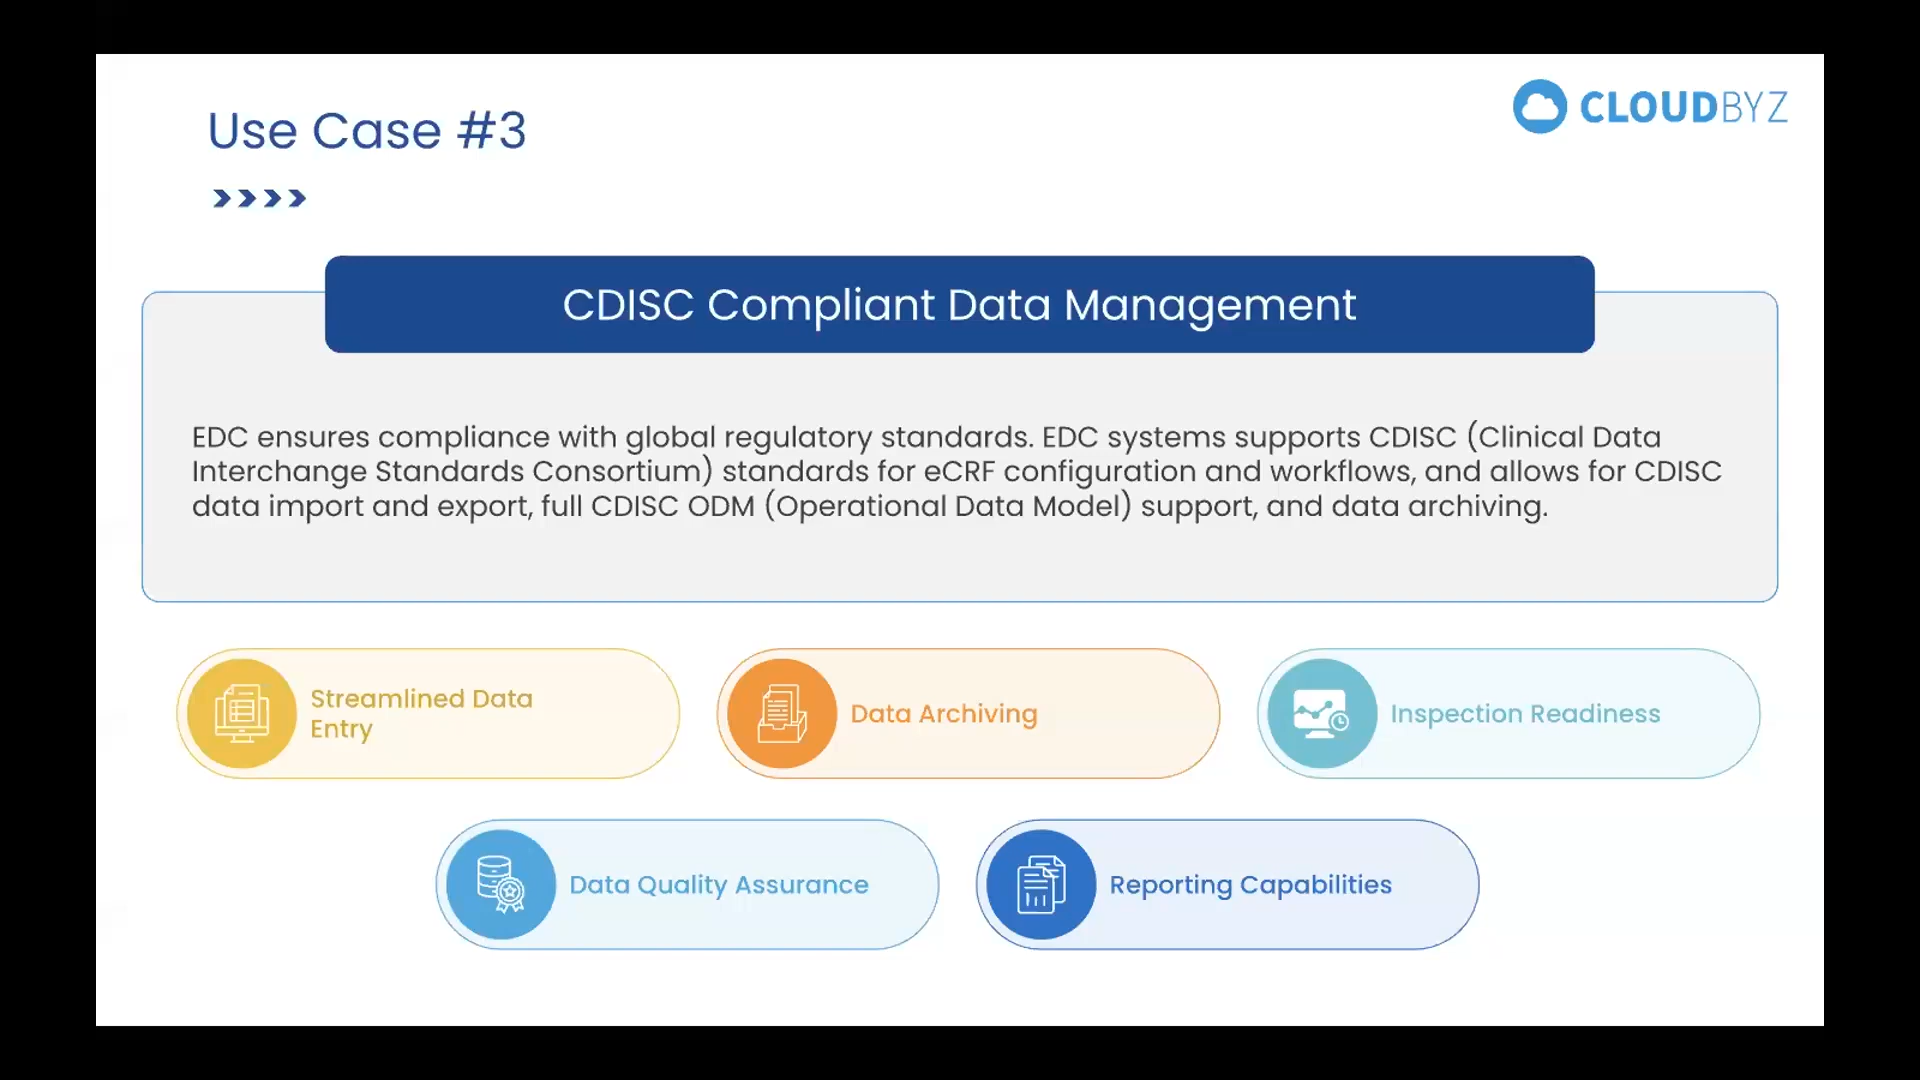 Use Case #3
CLOUDBYZ
CDISC Compliant Data Management
EDC ensures compliance with global regulatory standards. EDC systems supports CDISC (Clinical Data
Interchange Standards Consortium) standards for eCRF configuration and workflows, and allows for CDISC
data import and export, full CDISC ODM (Operational Data Model) support, and data archiving.
Streamlined Data
Entry
Data Archiving
Inspection Readiness
Data Quality Assurance
Reporting Capabilities